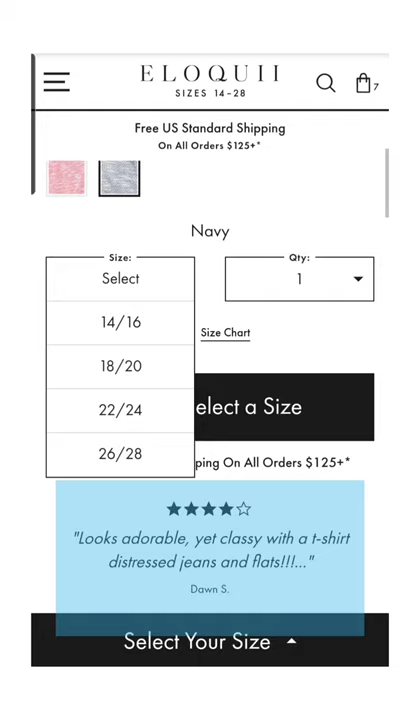 ELOQUII
SIZES 14–28
7
Free US Standard Shipping
On All Orders $125+*
Navy
Size:
Select
14/16
18/20
22/24
26/28
Qty:
1
Size Chart
elect a Size
ping On All Orders $125+*
"Looks adorable, yet classy with a t-shirt
distressed jeans and flats!!!..."
Dawn S.
Select Your Size